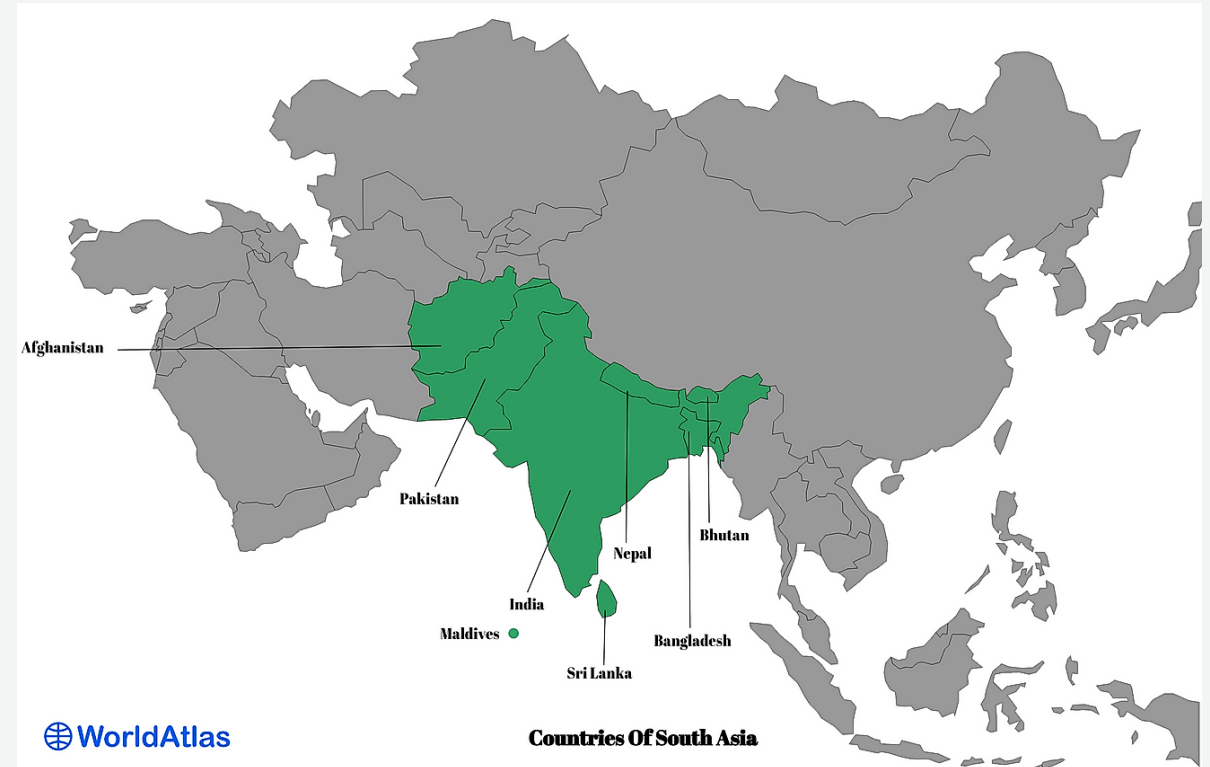 Afghanistan
Pakistan
Bhutan
Nepal
India
Maldives
Bangladesh
Sri Lanka
WorldAtlas
Countries Of South Asia